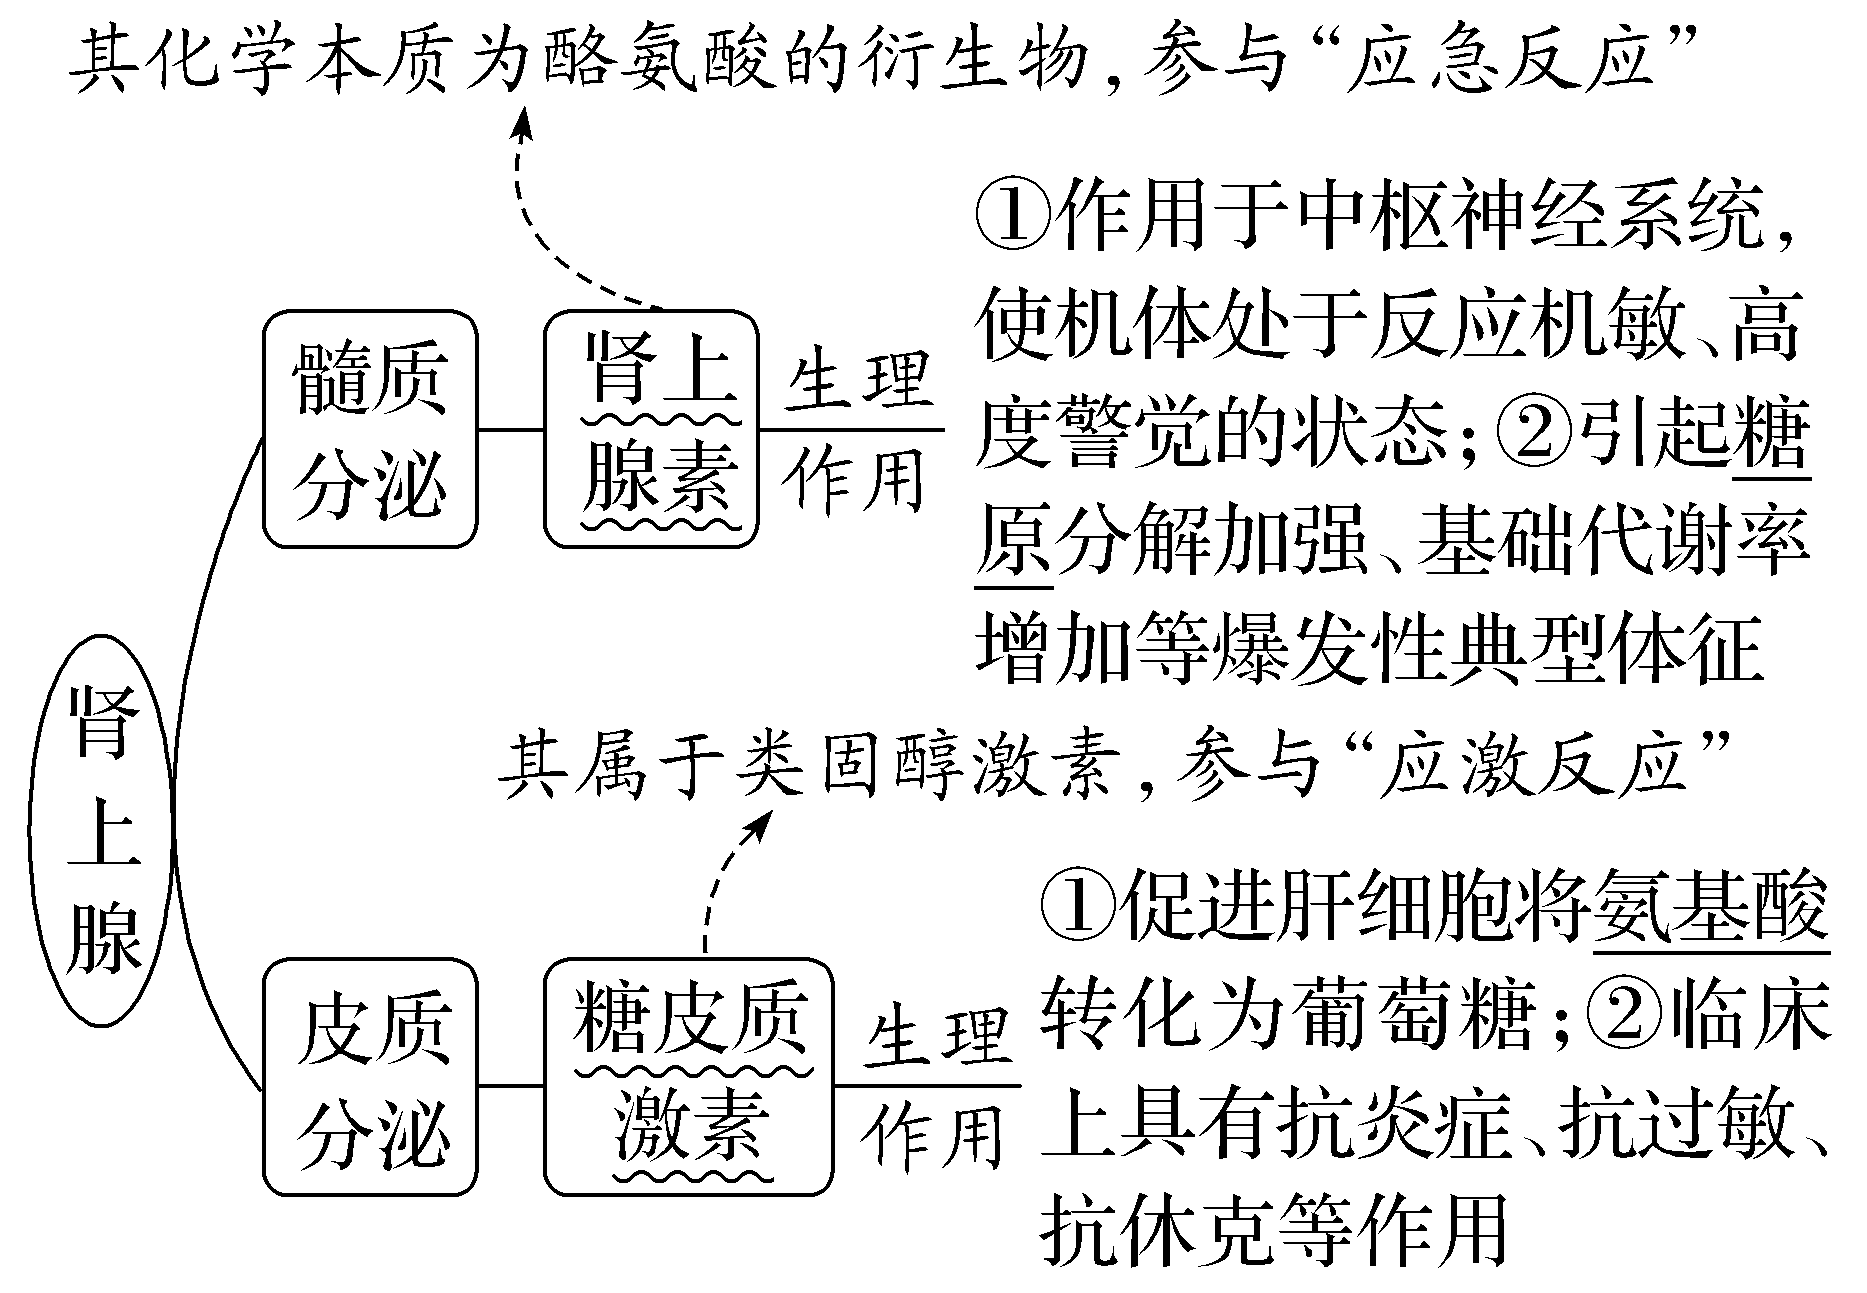 其化学本质为酪氨酸的衍生物,参与“应急反应”
①作用于中枢神经系统,
使机体处于反应机敏、高
度警觉的状态;②引起糖
原分解加强、基础代谢率
增加等爆发性典型体征
髓质
分泌
肾上
腺素
生理
作用
肾
上
腺
其属于类固醇激素,参与“应激反应”
①促进肝细胞将氨基酸
转化为葡萄糖;②临床
上具有抗炎症、抗过敏、
抗休克等作用
皮质
分泌
糖皮质
激素
生理
作用